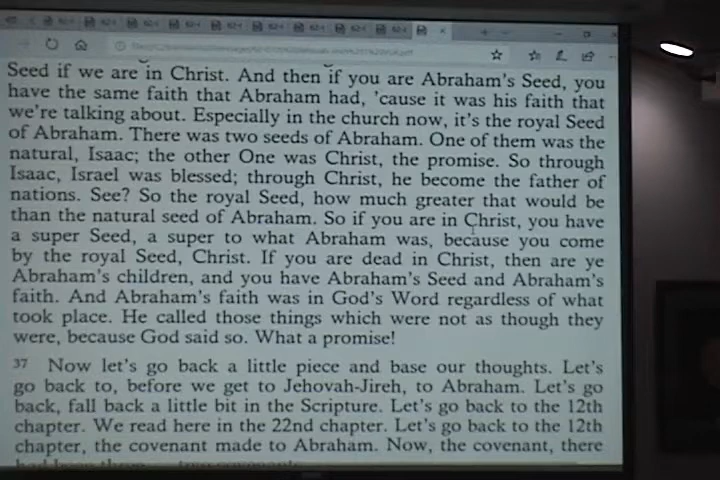 Seed if we are in Christ. And then if you are Abraham's Seed, you
have the same faith that Abraham had, 'cause it was his faith that
we're talking about. Especially in the church now, it's the royal Seed
of Abraham. There was two seeds of Abraham. One of them was the
natural, Isaac; the other One was Christ, the promise. So through
Isaac, Israel was blessed; through Christ, he become the father of
nations. See? So the royal Seed, how much greater that would be
than the natural seed of Abraham. So if you are in Christ, you have
a super Seed, a super to what Abraham was, because you come
by the royal Seed, Christ. If you are dead in Christ, then are ye
Abraham's children, and you have Abraham's Seed and Abraham's
faith. And Abraham's faith was in God's Word regardless of what
took place. He called those things which were not as though they
were, because God said so. What a promise!
37 Now let's go back a little piece and base our thoughts. Let's
go back to, before we get to Jehovah-Jireh, to Abraham. Let's go
back, fall back a little bit in the Scripture. Let's go back to the 12th
chapter. We read here in the 22nd chapter. Let's go back to the 12th
chapter, the covenant made to Abraham. Now, the covenant, there